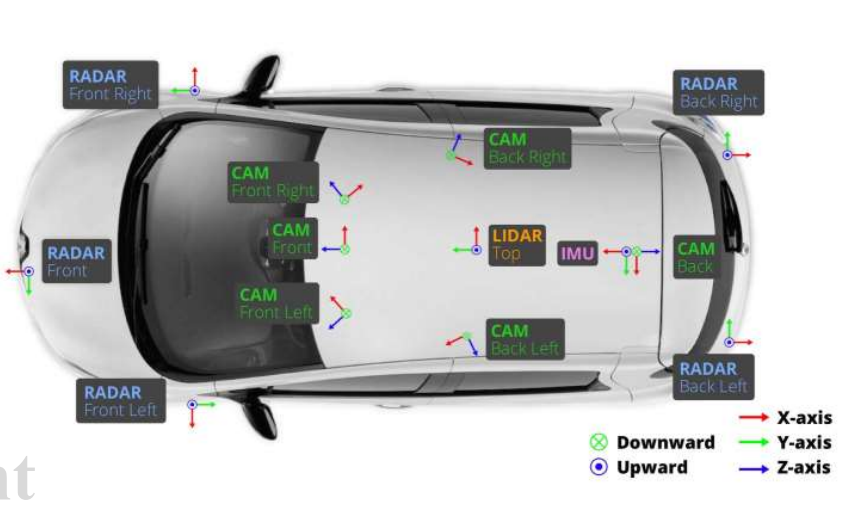 RADAR
Front Right
RADAR
Back Right
CAM
Back Right
CAM
Front Right
CAM
Front
LIDAR
Top
IMU
CAM
Back
RADAR
Front
CAM
Front Left
CAM
Back Left
RADAR
Back Left
RADAR
Front Left
X-axis
Downward
Y-axis
Upward
Z-axis
nt